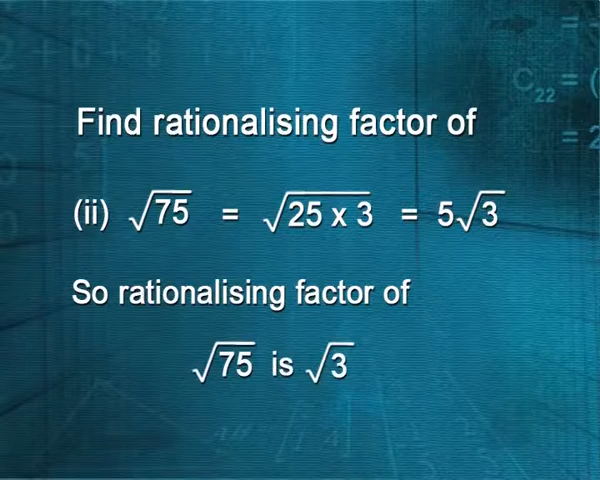 Find rationalising factor of
(ii) √75 = √25 x 3 = 5√3
So rationalising factor of
√75 is √3